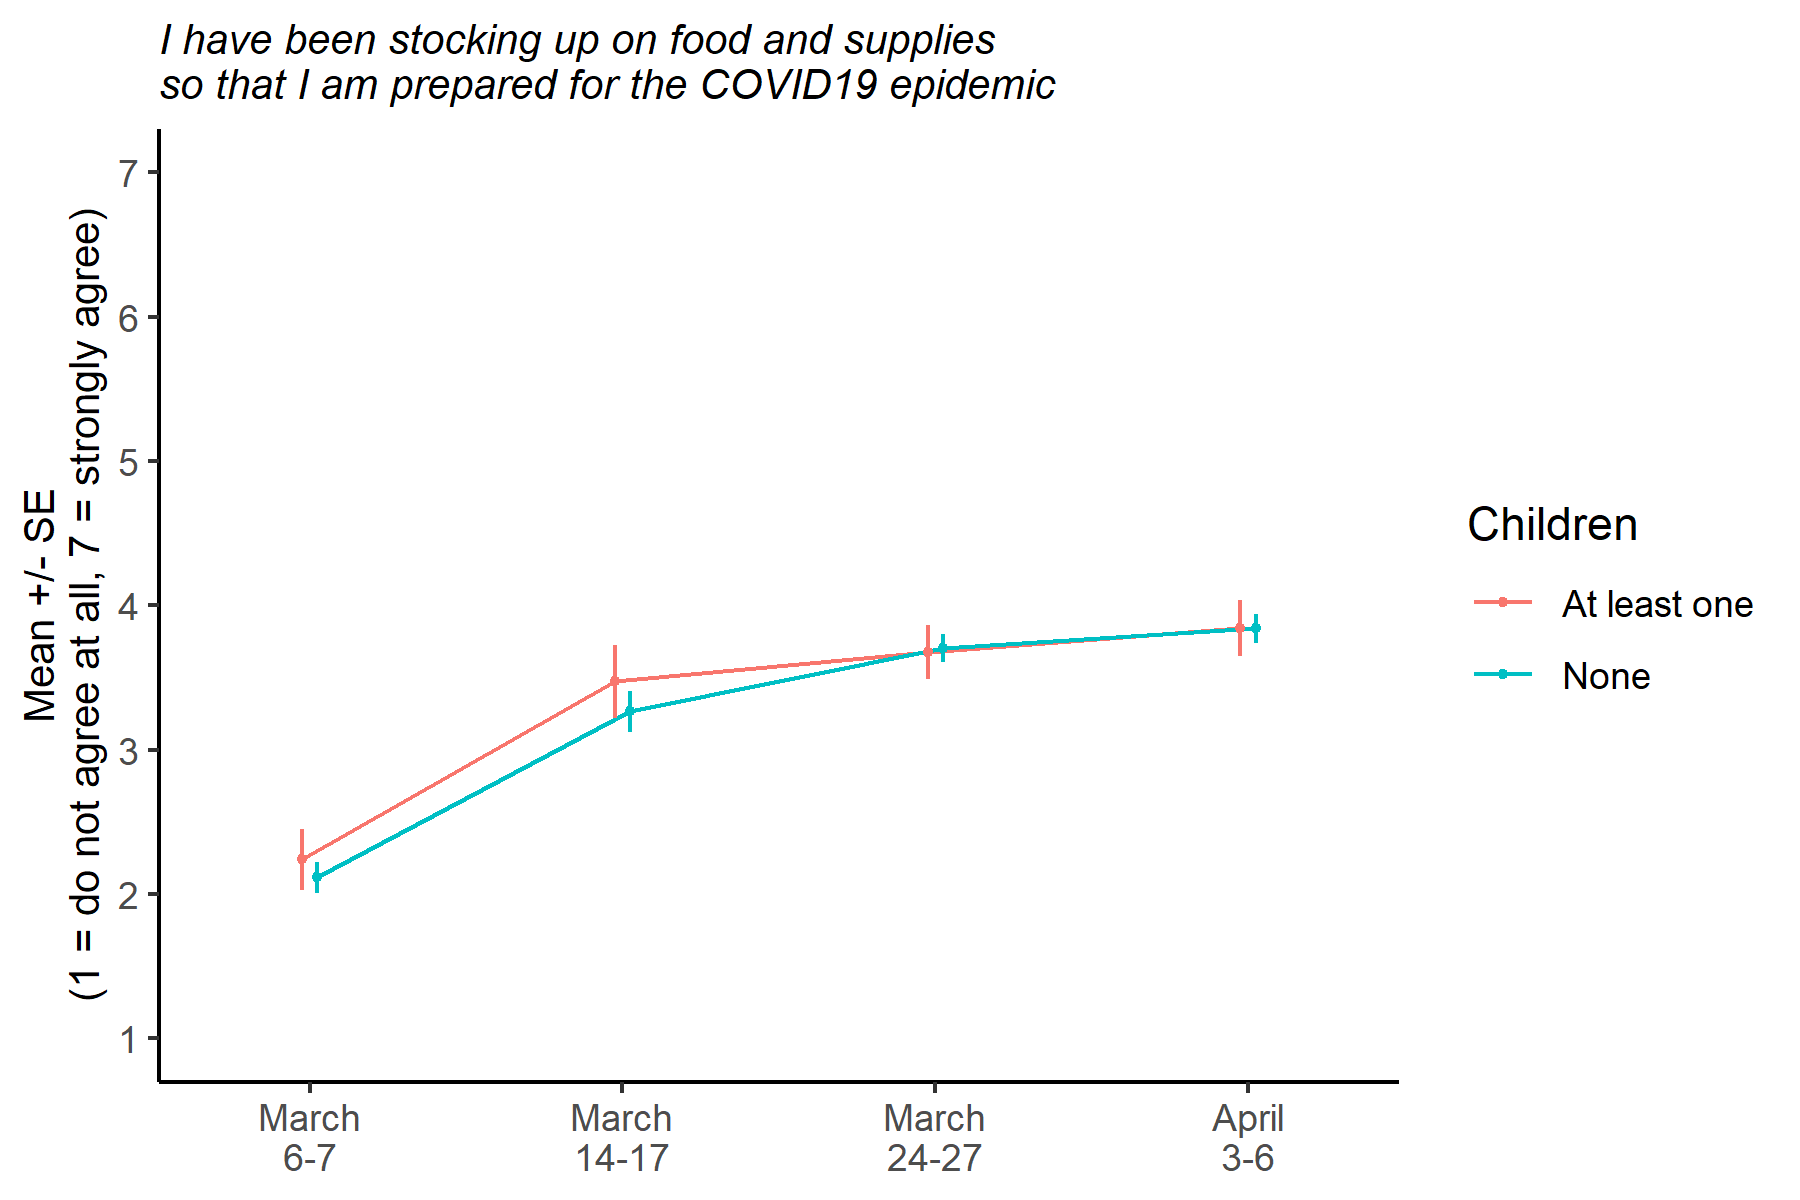 I have been stocking up on food and supplies
so that I am prepared for the COVID19 epidemic
Mean +/- SE
(1 = do not agree at all, 7 = strongly agree)
7
6
5
4
3
2
1
March
6-7
March
14-17
March
24-27
April
3-6
Children
At least one
None